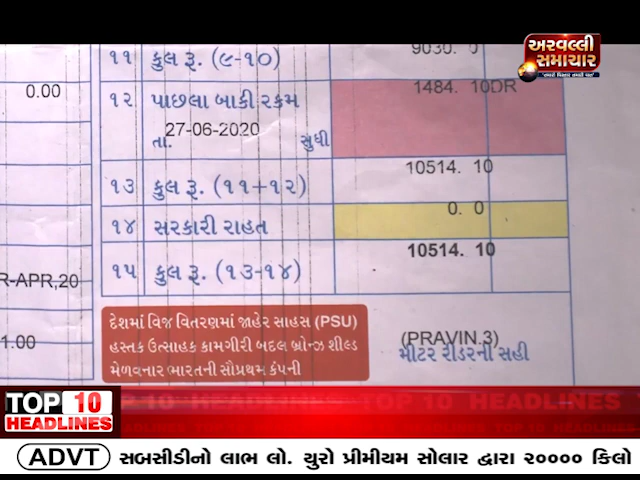 ૧૧ કુલ રૂ. (૯-૧૦) 9030. 0
અરવલ્લી
સમાચાર
0.00
૧૨ પાછલા બાકી રકમ 1484. 10DR
તા. 27-06-2020 સુધી
૧૩ કુલ રૂ. (૧૧+૧૨) 10514. 10
૧૪ સરકારી રાહત 0. 0
૧૫ કુલ રૂ. (૧૩-૧૪) 10514. 10
R-APR,20
1.00
દેશમાં વિજ વિતરણમાં જાહેર સાહસ (PSU)
હસ્તક ઉત્સાહક કામગીરી બદલ બ્રોન્ઝ શીલ્ડ
મેળવનાર ભારતની સૌપ્રથમ કંપની
(PRAVIN.3)
મીટર રીડરની સહી
TOP 10
HEADLINES
TOP 10 HEADLINES
ADVT સબસીડીનો લાભ લો. યુરો પ્રીમીયમ સોલાર દ્વારા ૨૦૦૦૦ કિલો